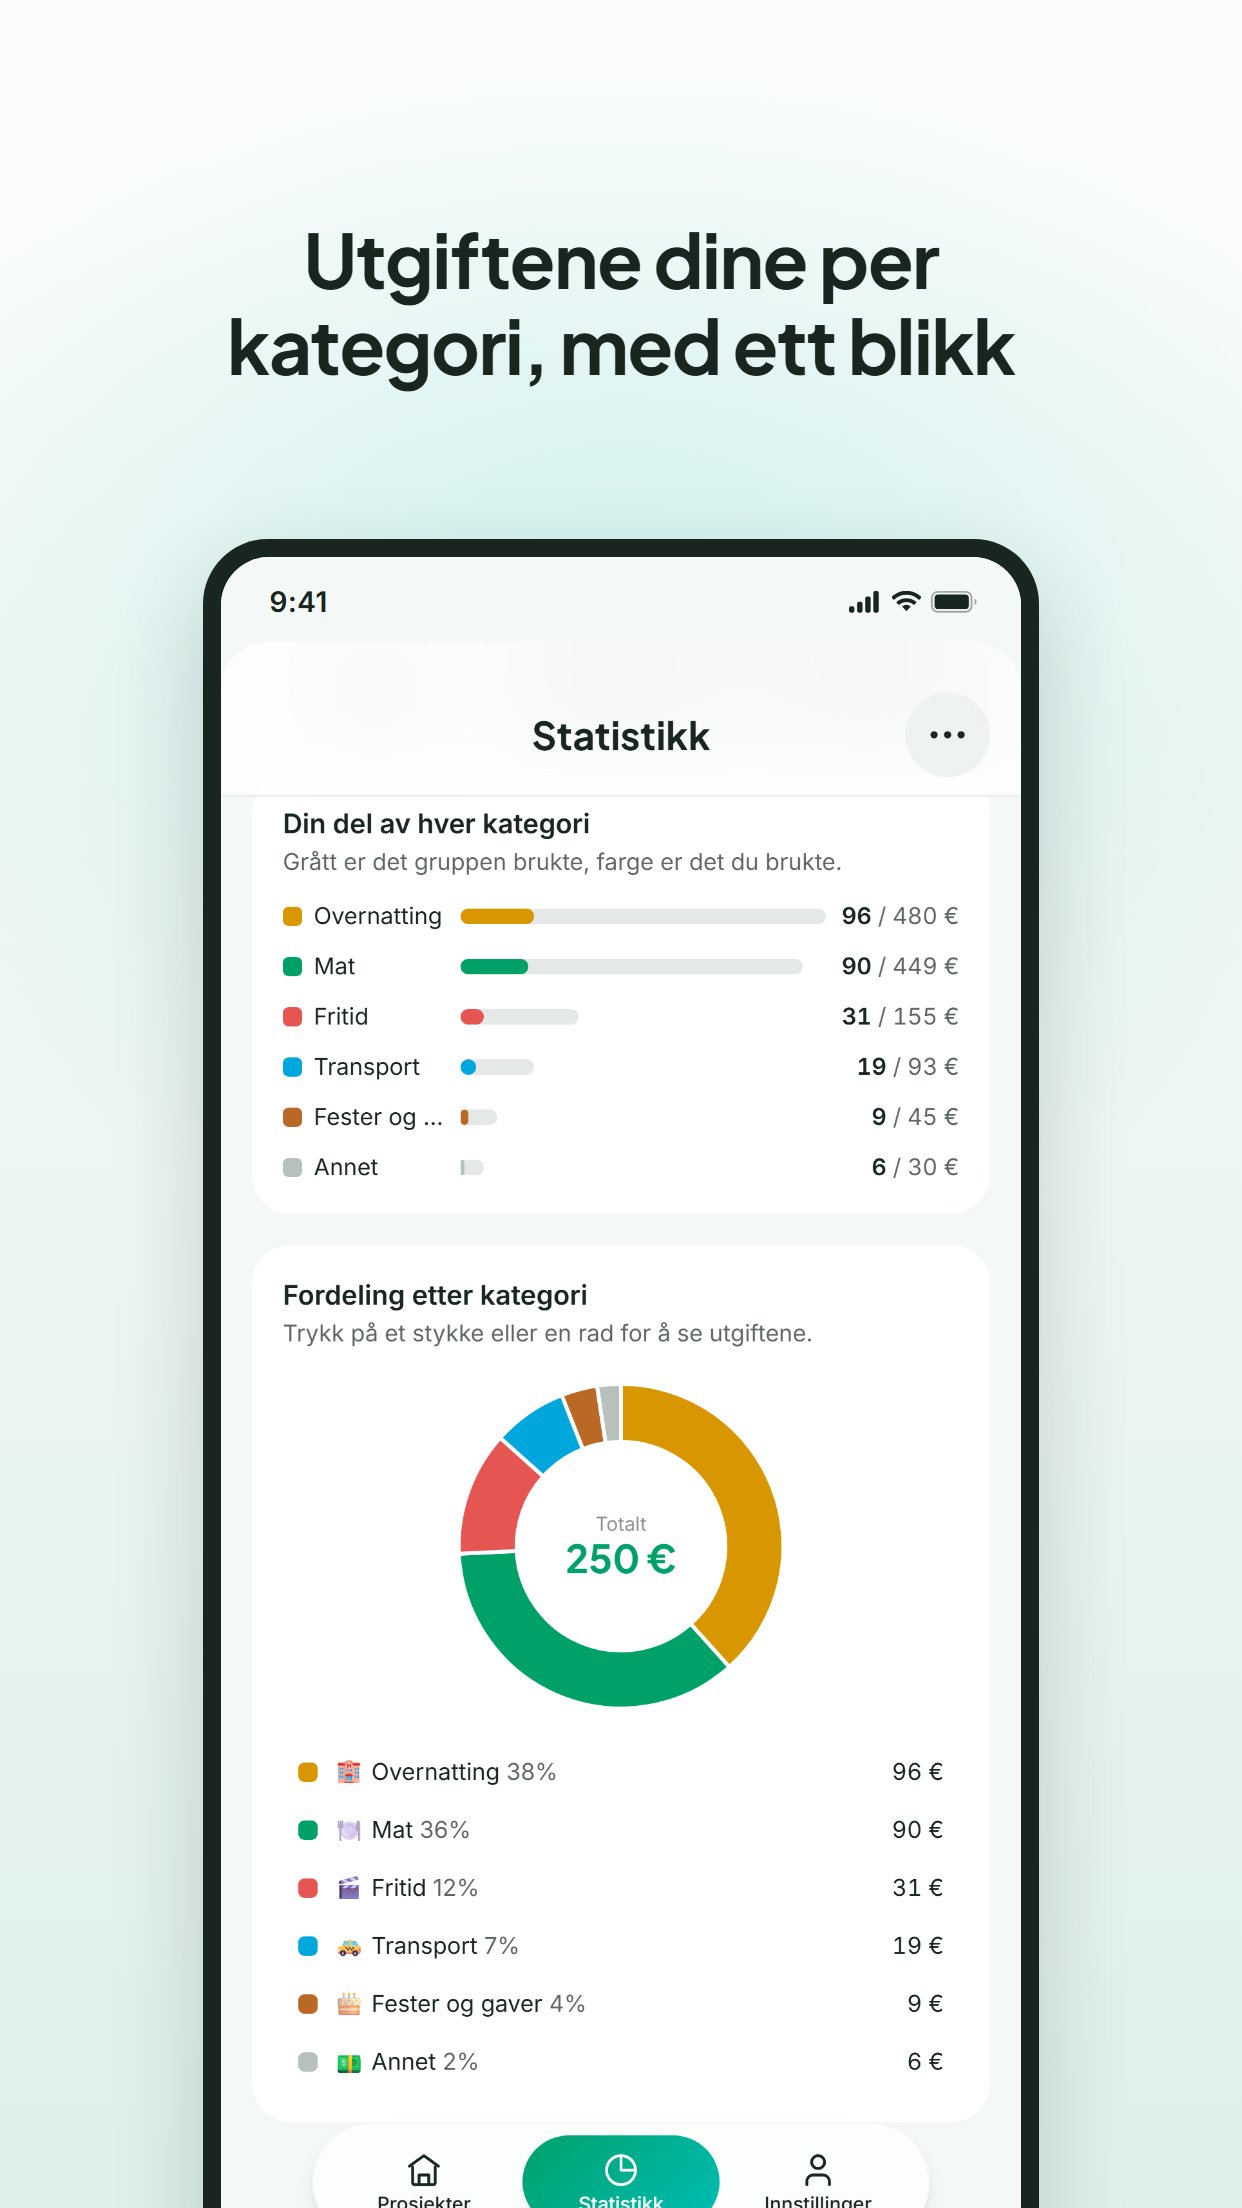 Utgiftene dine per
kategori, med ett blikk
9:41
Statistikk
Din del av hver kategori
Grått er det gruppen brukte, farge er det du brukte.
Overnatting 96 / 480 €
Mat 90 / 449 €
Fritid 31 / 155 €
Transport 19 / 93 €
Fester og ... 9 / 45 €
Annet 6 / 30 €
Fordeling etter kategori
Trykk på et stykke eller en rad for å se utgiftene.
Totalt
250 €
Overnatting 38% 96 €
Mat 36% 90 €
Fritid 12% 31 €
Transport 7% 19 €
Fester og gaver 4% 9 €
Annet 2% 6 €
Prosjekter Statistikk Innstillinger